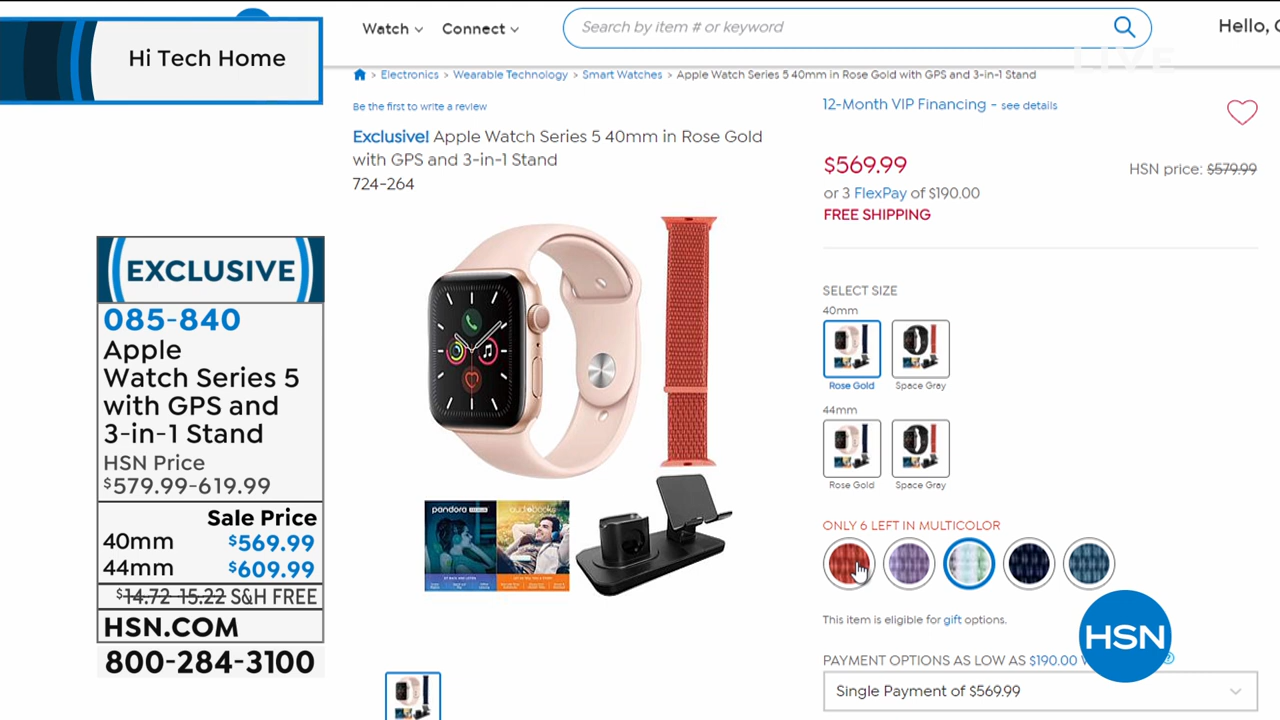 Hi Tech Home
Watch
Connect
Search by item # or keyword
Hello,
LIVE
> Electronics > Wearable Technology > Smart Watches > Apple Watch Series 5 40mm in Rose Gold with GPS and 3-in-1 Stand
Be the first to write a review
Exclusive! Apple Watch Series 5 40mm in Rose Gold
with GPS and 3-in-1 Stand
724-264
12-Month VIP Financing - see details
$569.99
HSN price: $579.99
or 3 FlexPay of $190.00
FREE SHIPPING
SELECT SIZE
40mm
Rose Gold
Space Gray
44mm
Rose Gold
Space Gray
ONLY 6 LEFT IN MULTICOLOR
This item is eligible for gift options.
PAYMENT OPTIONS AS LOW AS $190.00
Single Payment of $569.99
pandora
audiobooks
EXCLUSIVE
085-840
Apple
Watch Series 5
with GPS and
3-in-1 Stand
HSN Price
$579.99-619.99
Sale Price
40mm $569.99
44mm $609.99
$14.72-15.22 S&H FREE
HSN.COM
800-284-3100
HSN